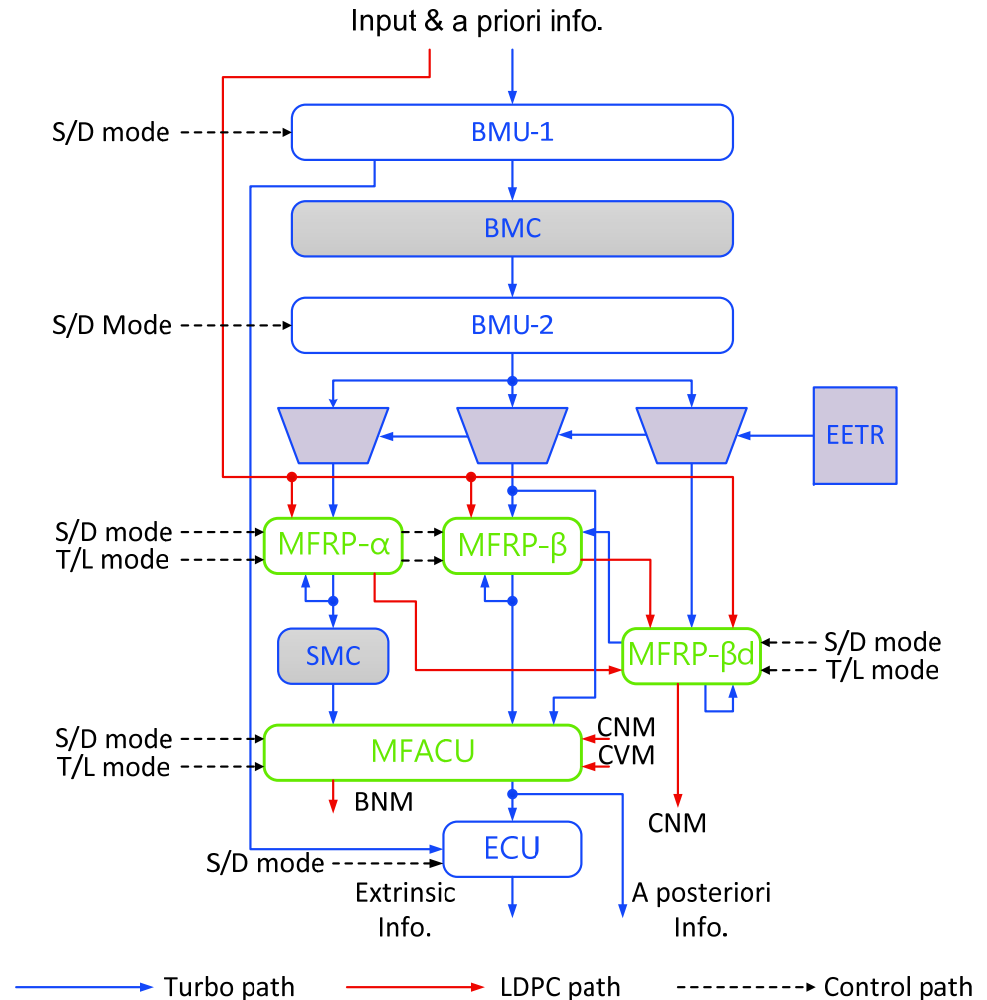 Input & a priori info.
S/D mode
BMU-1
BMC
S/D Mode
BMU-2
EETR
S/D mode
T/L mode
MFRP-α
MFRP-β
SMC
MFRP-βd
S/D mode
T/L mode
S/D mode
T/L mode
MFACU
CNM
CVM
BNM
CNM
ECU
S/D mode
Extrinsic
Info.
A posteriori
Info.
Turbo path
LDPC path
Control path